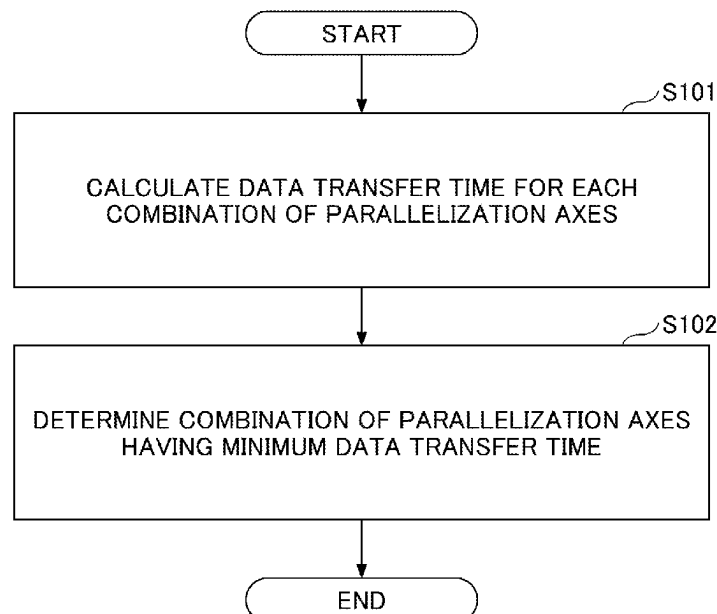 START
S101
CALCULATE DATA TRANSFER TIME FOR EACH
COMBINATION OF PARALLELIZATION AXES
S102
DETERMINE COMBINATION OF PARALLELIZATION AXES
HAVING MINIMUM DATA TRANSFER TIME
END